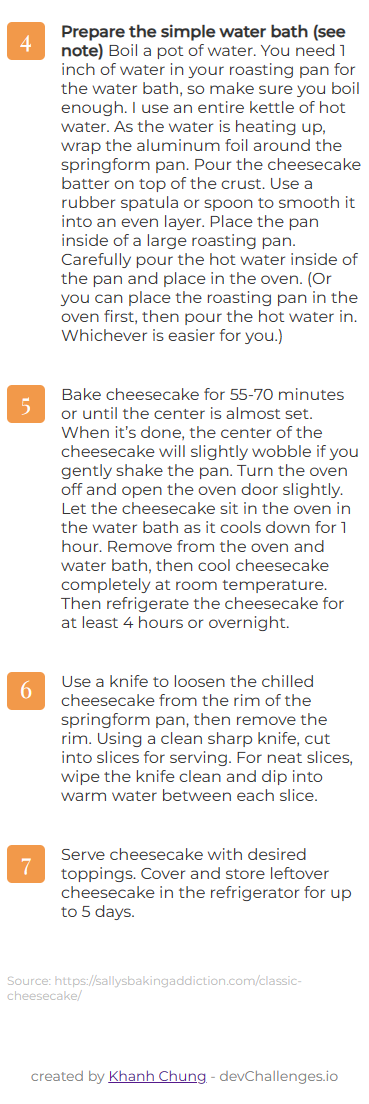 4
Prepare the simple water bath (see
note) Boil a pot of water. You need 1
inch of water in your roasting pan for
the water bath, so make sure you boil
enough. I use an entire kettle of hot
water. As the water is heating up,
wrap the aluminum foil around the
springform pan. Pour the cheesecake
batter on top of the crust. Use a
rubber spatula or spoon to smooth it
into an even layer. Place the pan
inside of a large roasting pan.
Carefully pour the hot water inside of
the pan and place in the oven. (Or
you can place the roasting pan in the
oven first, then pour the hot water in.
Whichever is easier for you.)
5
Bake cheesecake for 55-70 minutes
or until the center is almost set.
When it's done, the center of the
cheesecake will slightly wobble if you
gently shake the pan. Turn the oven
off and open the oven door slightly.
Let the cheesecake sit in the oven in
the water bath as it cools down for 1
hour. Remove from the oven and
water bath, then cool cheesecake
completely at room temperature.
Then refrigerate the cheesecake for
at least 4 hours or overnight.
6
Use a knife to loosen the chilled
cheesecake from the rim of the
springform pan, then remove the
rim. Using a clean sharp knife, cut
into slices for serving. For neat slices,
wipe the knife clean and dip into
warm water between each slice.
7
Serve cheesecake with desired
toppings. Cover and store leftover
cheesecake in the refrigerator for up
to 5 days.
Source: https://sallysbakingaddiction.com/classic-
cheesecake/
created by Khanh Chung - devChallenges.io